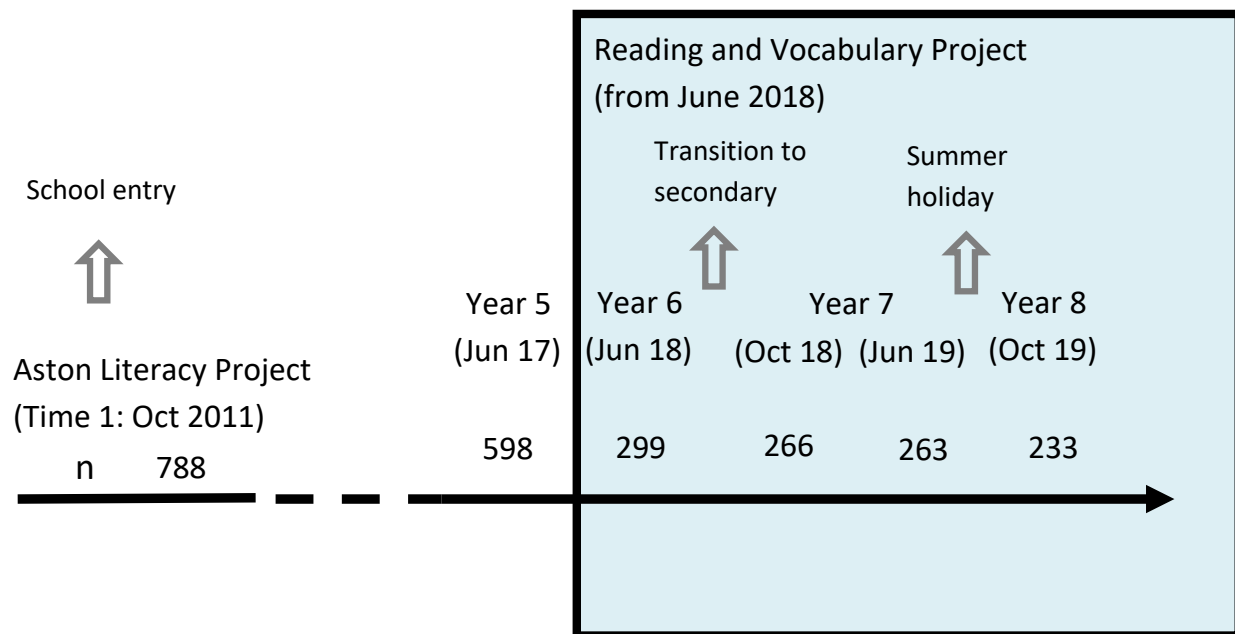 Reading and Vocabulary Project
(from June 2018)
Transition to
secondary
Summer
holiday
School entry
Year 5
(Jun 17)
Year 6
(Jun 18)
Year 7
(Oct 18) (Jun 19)
Year 8
(Oct 19)
Aston Literacy Project
(Time 1: Oct 2011)
n 788 598 299 266 263 233